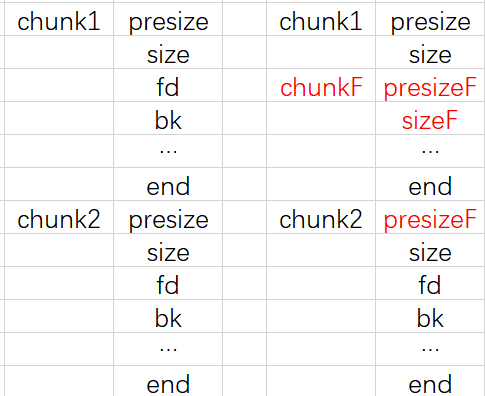 chunk1 presize chunk1 presize
size size
fd chunkF presizeF
bk sizeF
... ...
end end
chunk2 presize chunk2 presizeF
size size
fd fd
bk bk
... ...
end end